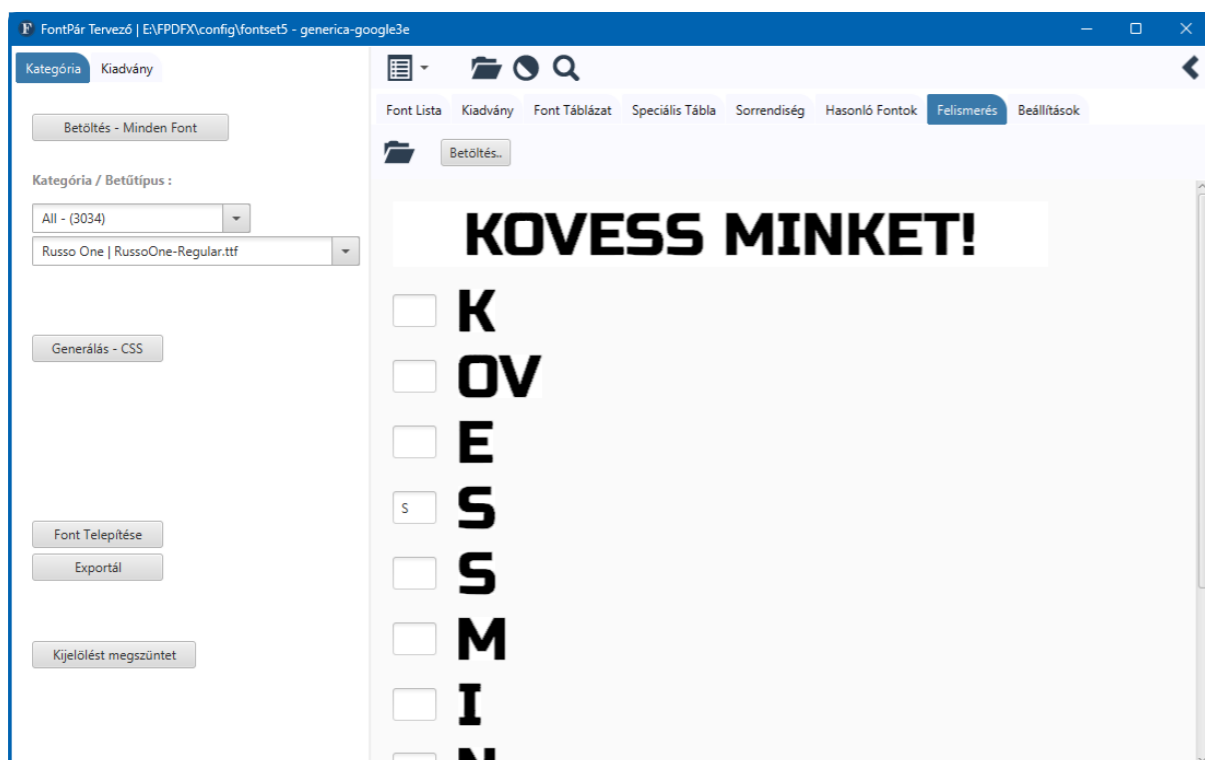 FontPár Tervező | E:\FPDFX\config\fontset5 - generica-google3e
Kategória Kiadvány
Font Lista Kiadvány Font Táblázat Speciális Tábla Sorrendiség Hasonló Fontok Felismerés Beállítások
Betöltés - Minden Font
Betöltés..
Kategória / Betűtípus :
All - (3034)
Russo One | RussoOne-Regular.ttf
KOVESS MINKET!
K
Generálás - CSS
OV
E
S S
Font Telepítése
Exportál
S
M
Kijelölést megszüntet
I